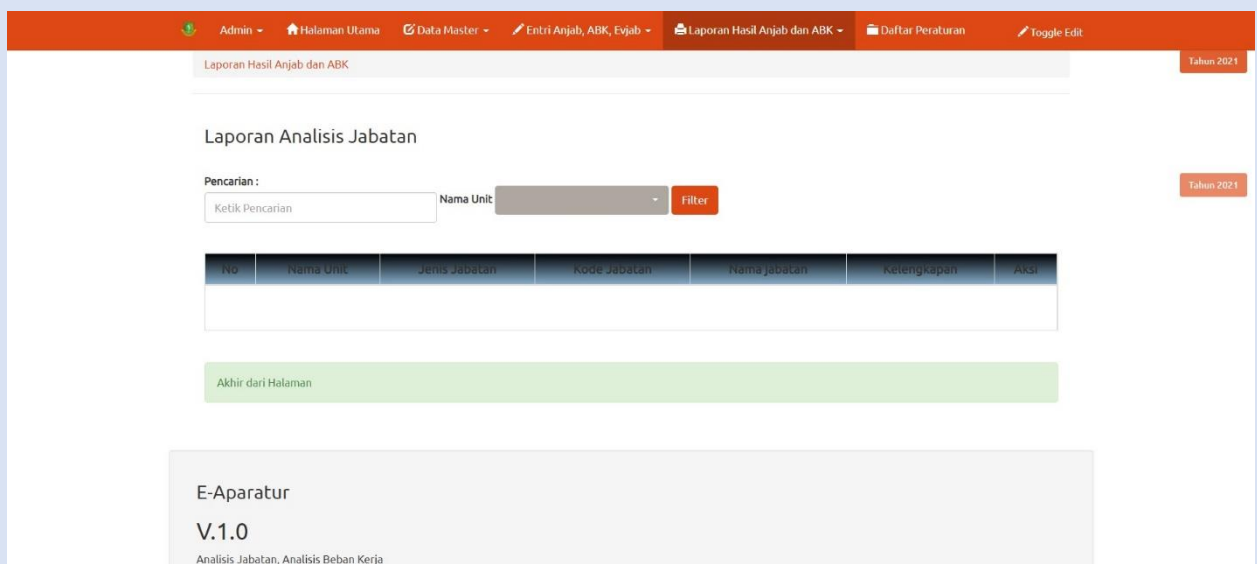 Admin Halaman Utama Data Master Entri Anjab, ABK, Evjab Laporan Hasil Anjab dan ABK Daftar Peraturan Toggle Edit
Laporan Hasil Anjab dan ABK
Tahun 2021
Laporan Analisis Jabatan
Pencarian :
Ketik Pencarian
Nama Unit
Filter
Tahun 2021
No Nama Unit Jenis Jabatan Kode Jabatan Nama jabatan Kelengkapan Aksi
Akhir dari Halaman
E-Aparatur
V.1.0
Analisis Jabatan, Analisis Beban Kerja